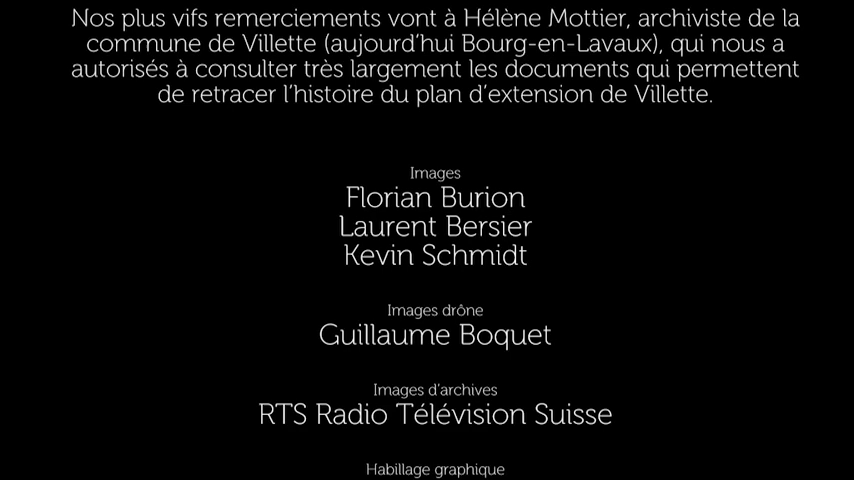 Nos plus vifs remerciements vont à Hélène Mottier, archiviste de la
commune de Villette (aujourd’hui Bourg-en-Lavaux), qui nous a
autorisés à consulter très largement les documents qui permettent
de retracer l’histoire du plan d’extension de Villette.
Images
Florian Burion
Laurent Bersier
Kevin Schmidt
Images drône
Guillaume Boquet
Images d’archives
RTS Radio Télévision Suisse
Habillage graphique